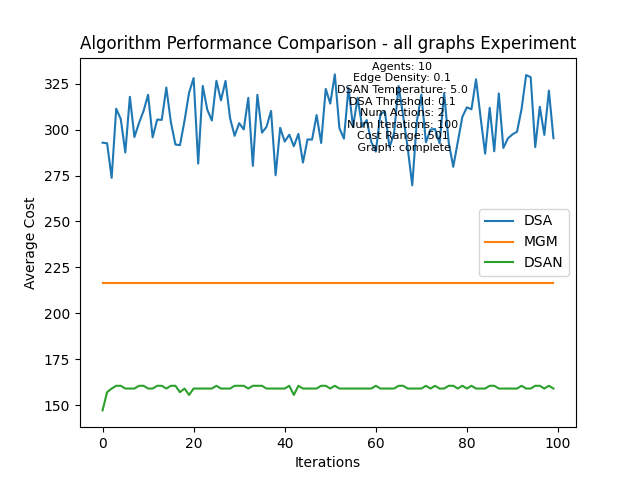 Algorithm Performance Comparison - all graphs Experiment
Agents: 10
Edge Density: 0.1
DSAN Temperature: 5.0
DSA Threshold: 0.1
Num Actions: 2
Num Iterations: 100
Cost Range: 501
Graph: complete
325
300
275
250
225
200
175
150
Average Cost
DSA
MGM
DSAN
0
20
40
60
80
100
Iterations